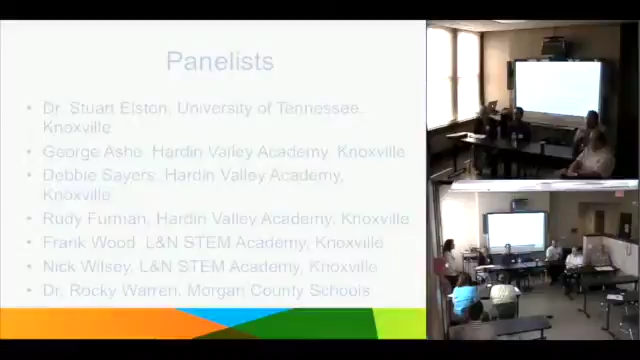 Panelists
• Dr. Stuart Elston, University of Tennessee,
Knoxville
• George Ashe, Hardin Valley Academy, Knoxville
• Debbie Sayers, Hardin Valley Academy,
Knoxville
• Rudy Furman, Hardin Valley Academy, Knoxville
• Frank Wood, L&N STEM Academy, Knoxville
• Nick Wilsey, L&N STEM Academy, Knoxville
• Dr. Rocky Warren, Morgan County Schools